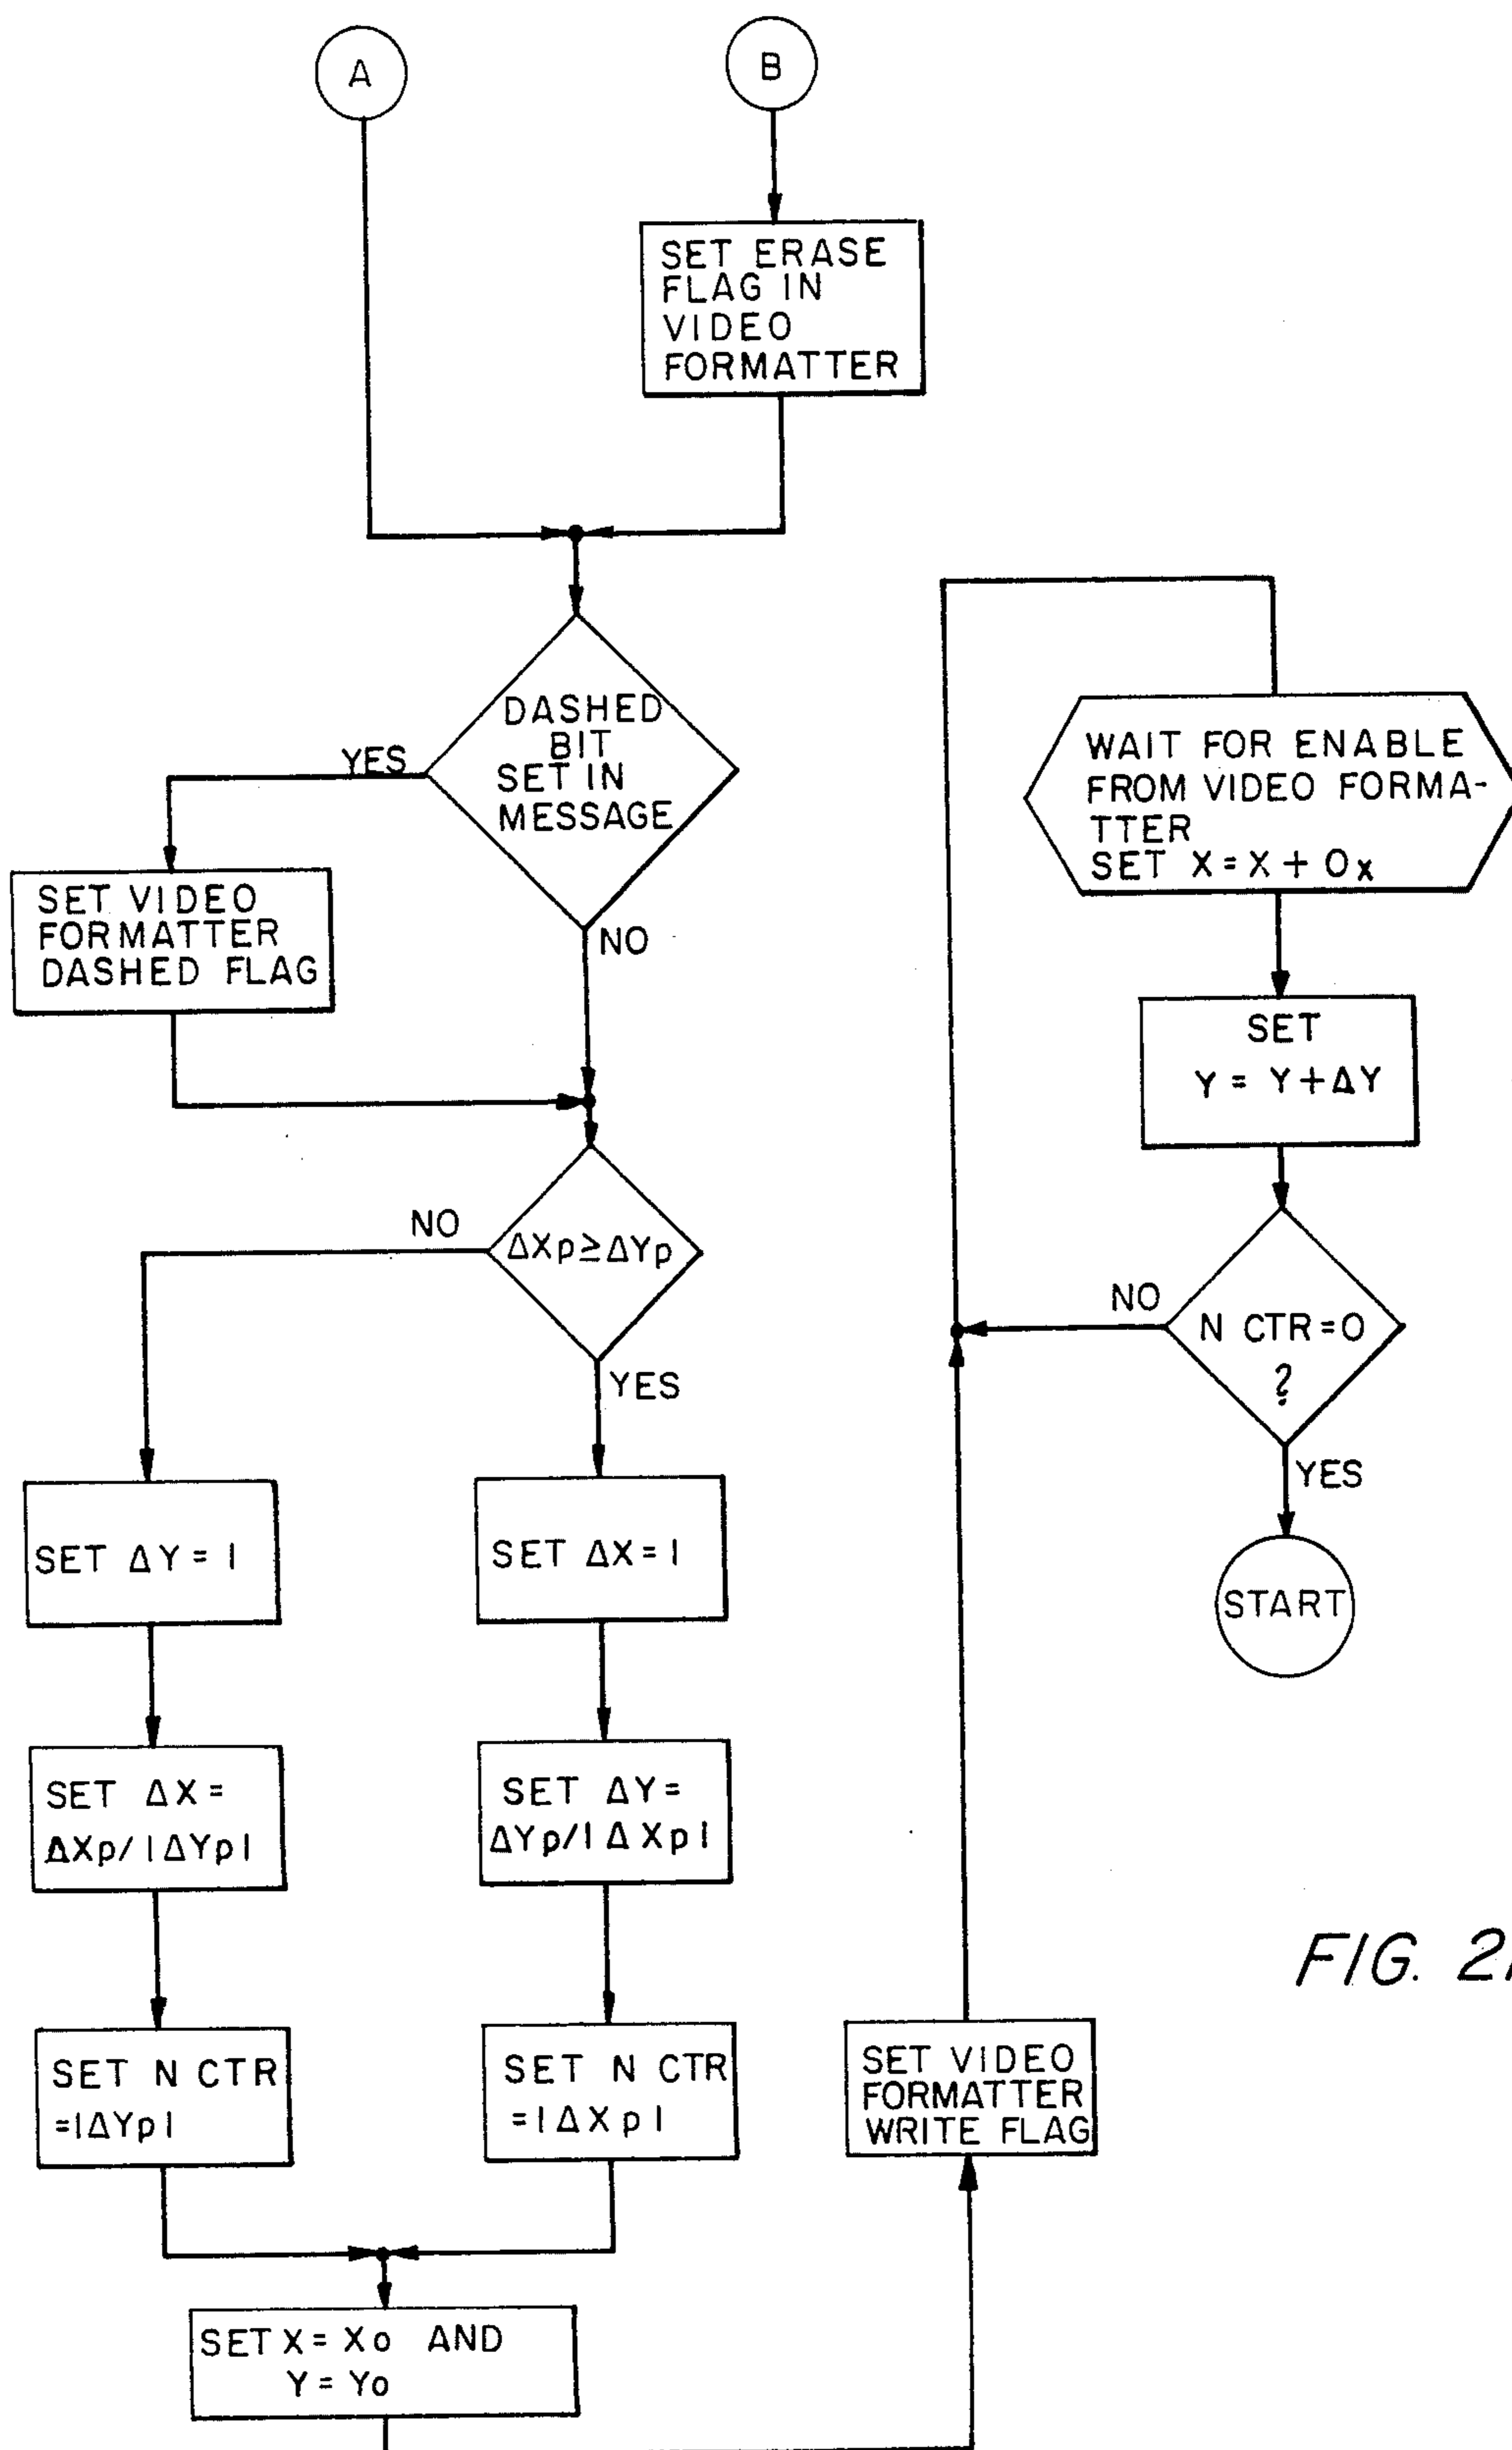 A
B
SET ERASE
FLAG IN
VIDEO
FORMATTER
DASHED
BIT
SET IN
MESSAGE
YES
NO
SET VIDEO
FORMATTER
DASHED FLAG
ΔXp≥ΔYp
NO
YES
SET ΔY = 1
SET ΔX = 1
SET ΔX =
ΔXp/|ΔYp|
SET ΔY =
ΔYp/|ΔXp|
SET N CTR
=|ΔYp|
SET N CTR
=|ΔXp|
SET X = Xo AND
Y = Yo
SET VIDEO
FORMATTER
WRITE FLAG
WAIT FOR ENABLE
FROM VIDEO FORMA-
TTER
SET X = X + Ox
SET
Y = Y + ΔY
N CTR = 0
?
NO
YES
START
FIG.